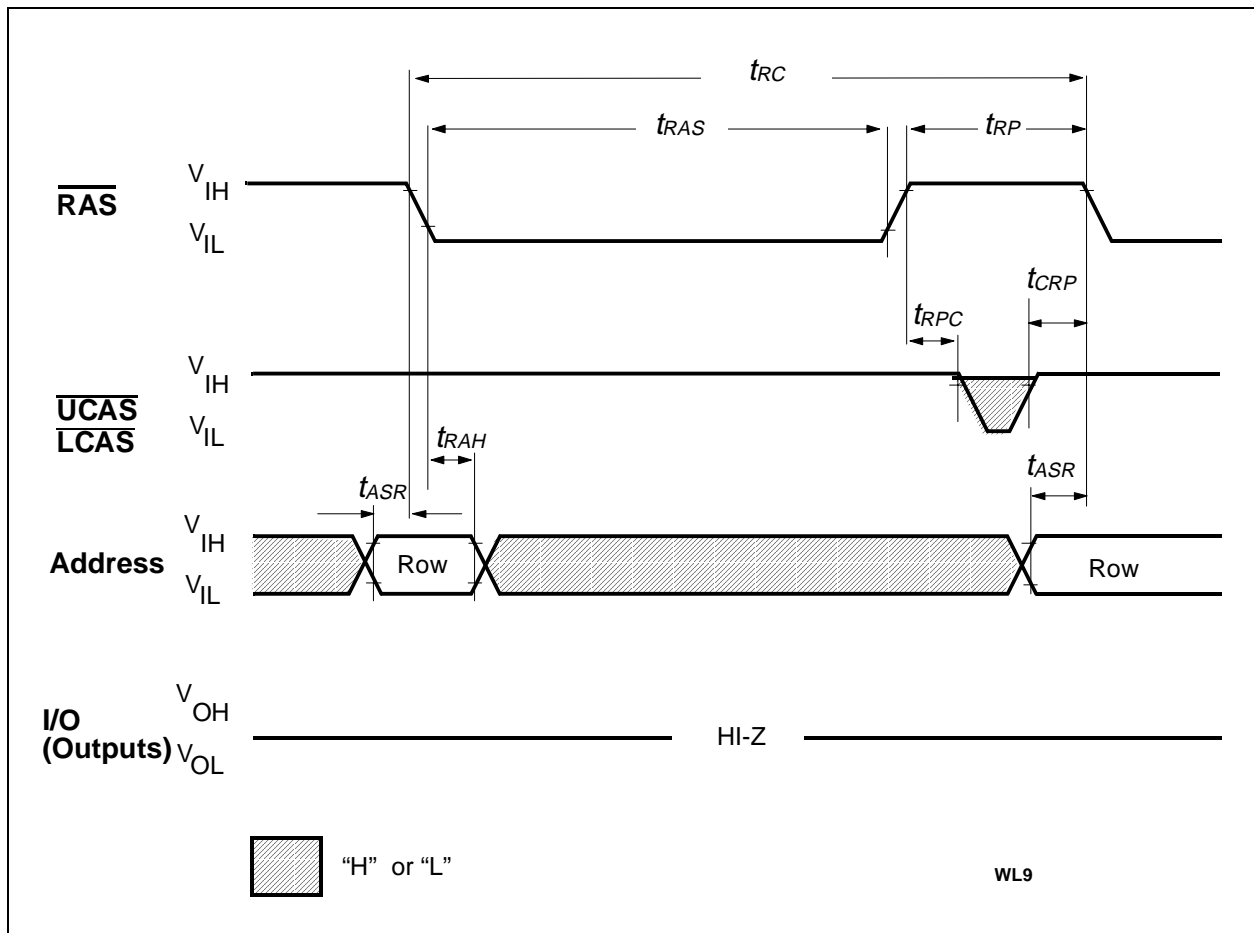 tRC
tRAS
tRP
RAS
VIH
VIL
tCRP
tRPC
VIH
UCAS
LCAS
VIL
tRAH
tASR
tASR
Address
VIH
VIL
Row
Row
I/O
(Outputs)
VOH
VOL
HI-Z
“H” or “L”
WL9